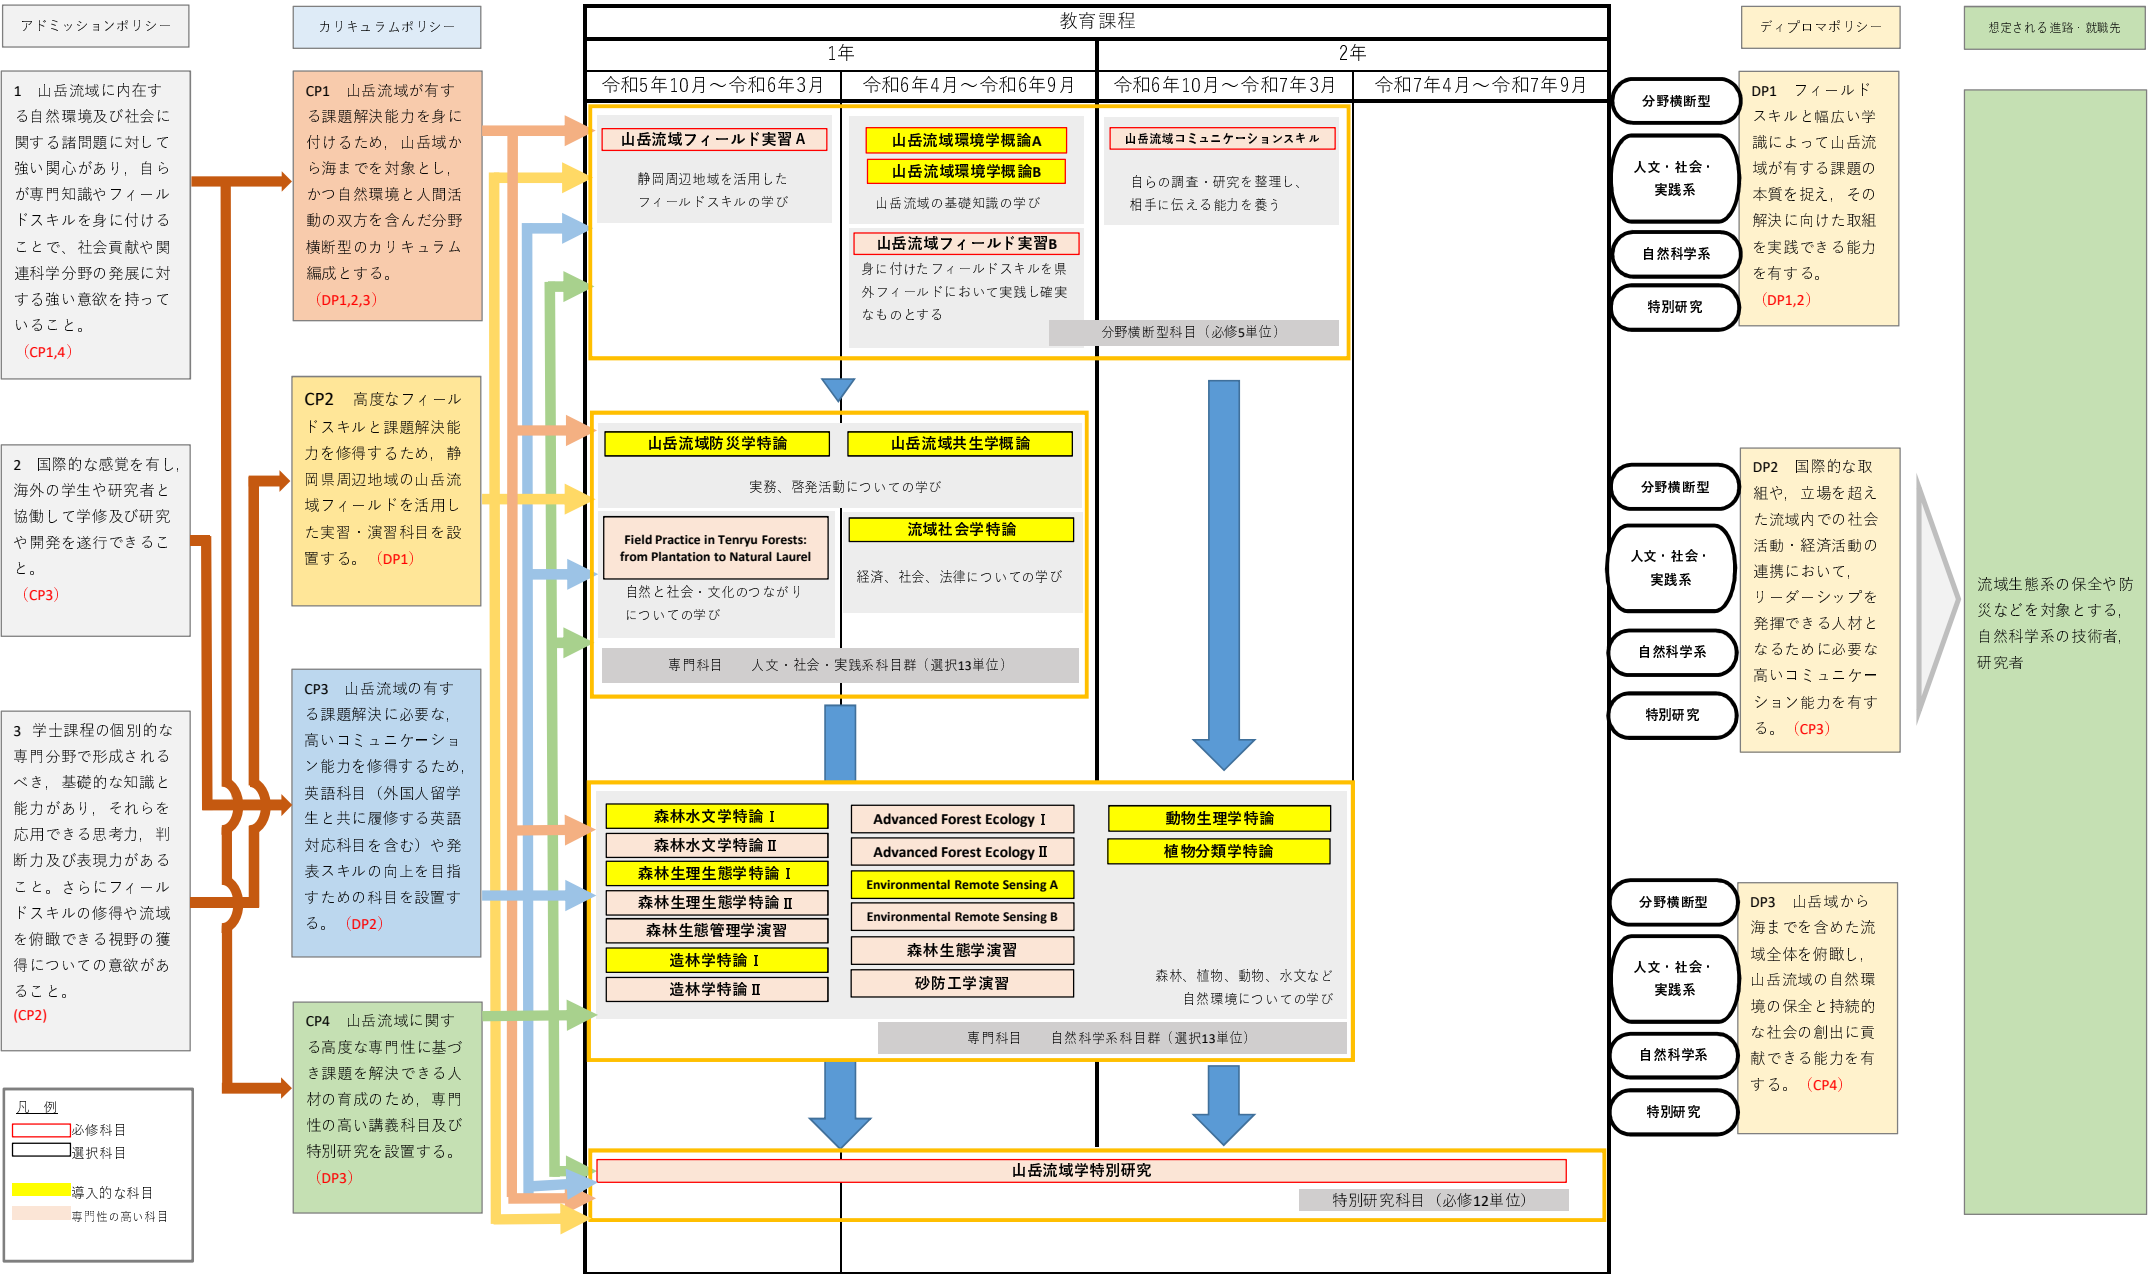 アドミッションポリシー
1 山岳流域に内在す
る自然環境及び社会に
関する諸問題に対して
強い関心があり，自ら
が専門知識やフィール
ドスキルを身に付ける
ことで、社会貢献や関
連科学分野の発展に対
する強い意欲を持って
いること。
（CP1,4）
2 国際的な感覚を有し，
海外の学生や研究者と
協働して学修及び研究
や開発を遂行できるこ
と。
（CP3）
3 学士課程の個別的な
専門分野で形成される
べき，基礎的な知識と
能力があり，それらを
応用できる思考力，判
断力及び表現力がある
こと。さらにフィール
ドスキルの修得や流域
を俯瞰できる視野の獲
得についての意欲があ
ること。
(CP2)
凡 例
必修科目
選択科目
導入的な科目
専門性の高い科目
カリキュラムポリシー
CP1 山岳流域が有す
る課題解決能力を身に
付けるため，山岳域か
ら海までを対象とし，
かつ自然環境と人間活
動の双方を含んだ分野
横断型のカリキュラム
編成とする。
（DP1,2,3）
CP2 高度なフィール
ドスキルと課題解決能
力を修得するため，静
岡県周辺地域の山岳流
域フィールドを活用し
た実習・演習科目を設
置する。（DP1）
CP3 山岳流域の有す
る課題解決に必要な，
高いコミュニケーショ
ン能力を修得するため，
英語科目（外国人留学
生と共に履修する英語
対応科目を含む）や発
表スキルの向上を目指
すための科目を設置す
る。（DP2）
CP4 山岳流域に関す
る高度な専門性に基づ
き課題を解決できる人
材の育成のため，専門
性の高い講義科目及び
特別研究を設置する。
（DP3）
教育課程
1年
2年
令和5年10月～令和6年3月
令和6年4月～令和6年9月
令和6年10月～令和7年3月
令和7年4月～令和7年9月
山岳流域フィールド実習A
静岡周辺地域を活用した
フィールドスキルの学び
山岳流域環境学概論A
山岳流域環境学概論B
山岳流域の基礎知識の学び
山岳流域フィールド実習B
身に付けたフィールドスキルを県
外フィールドにおいて実践し確実
なものとする
山岳流域コミュニケーションスキル
自らの調査・研究を整理し、
相手に伝える能力を養う
分野横断型科目（必修5単位）
山岳流域防災学特論
山岳流域共生学概論
実務、啓発活動についての学び
Field Practice in Tenryu Forests:
from Plantation to Natural Laurel
自然と社会・文化のつながり
についての学び
流域社会学特論
経済、社会、法律についての学び
専門科目 人文・社会・実践系科目群（選択13単位）
森林水文学特論Ⅰ
森林水文学特論Ⅱ
森林生理生態学特論Ⅰ
森林生理生態学特論Ⅱ
森林生態管理学演習
造林学特論Ⅰ
造林学特論Ⅱ
Advanced Forest EcologyⅠ
Advanced Forest EcologyⅡ
Environmental Remote Sensing A
Environmental Remote Sensing B
森林生態学演習
砂防工学演習
動物生理学特論
植物分類学特論
森林、植物、動物、水文など
自然環境についての学び
専門科目 自然科学系科目群（選択13単位）
山岳流域学特別研究
特別研究科目（必修12単位）
分野横断型
人文・社会・
実践系
自然科学系
特別研究
分野横断型
人文・社会・
実践系
自然科学系
特別研究
分野横断型
人文・社会・
実践系
自然科学系
特別研究
ディプロマポリシー
DP1 フィールド
スキルと幅広い学
識によって山岳流
域が有する課題の
本質を捉え，その
解決に向けた取組
を実践できる能力
を有する。
（DP1,2）
DP2 国際的な取
組や，立場を超え
た流域内での社会
活動・経済活動の
連携において，
リーダーシップを
発揮できる人材と
なるために必要な
高いコミュニケー
ション能力を有す
る。（CP3）
DP3 山岳域から
海までを含めた流
域全体を俯瞰し，
山岳流域の自然環
境の保全と持続的
な社会の創出に貢
献できる能力を有
する。（CP4）
想定される進路・就職先
流域生態系の保全や防
災などを対象とする，
自然科学系の技術者，
研究者